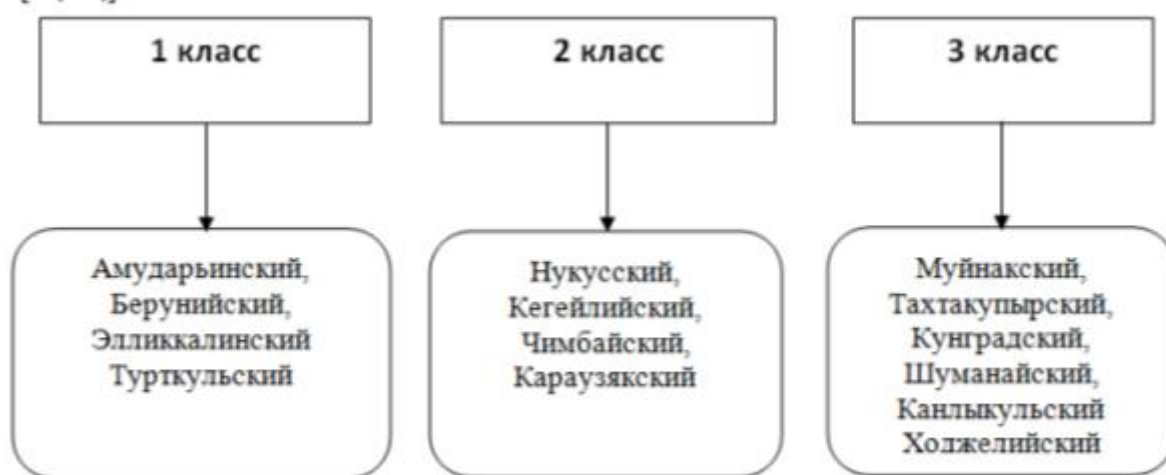 1 класс
Амударьинский,
Берунийский,
Элликкалинский
Турткульский
2 класс
Нукусский,
Кегейлийский,
Чимбайский,
Караузякский
3 класс
Муйнакский,
Тахтакупырский,
Кунградский,
Шуманайский,
Канлыкульский
Ходжелийский